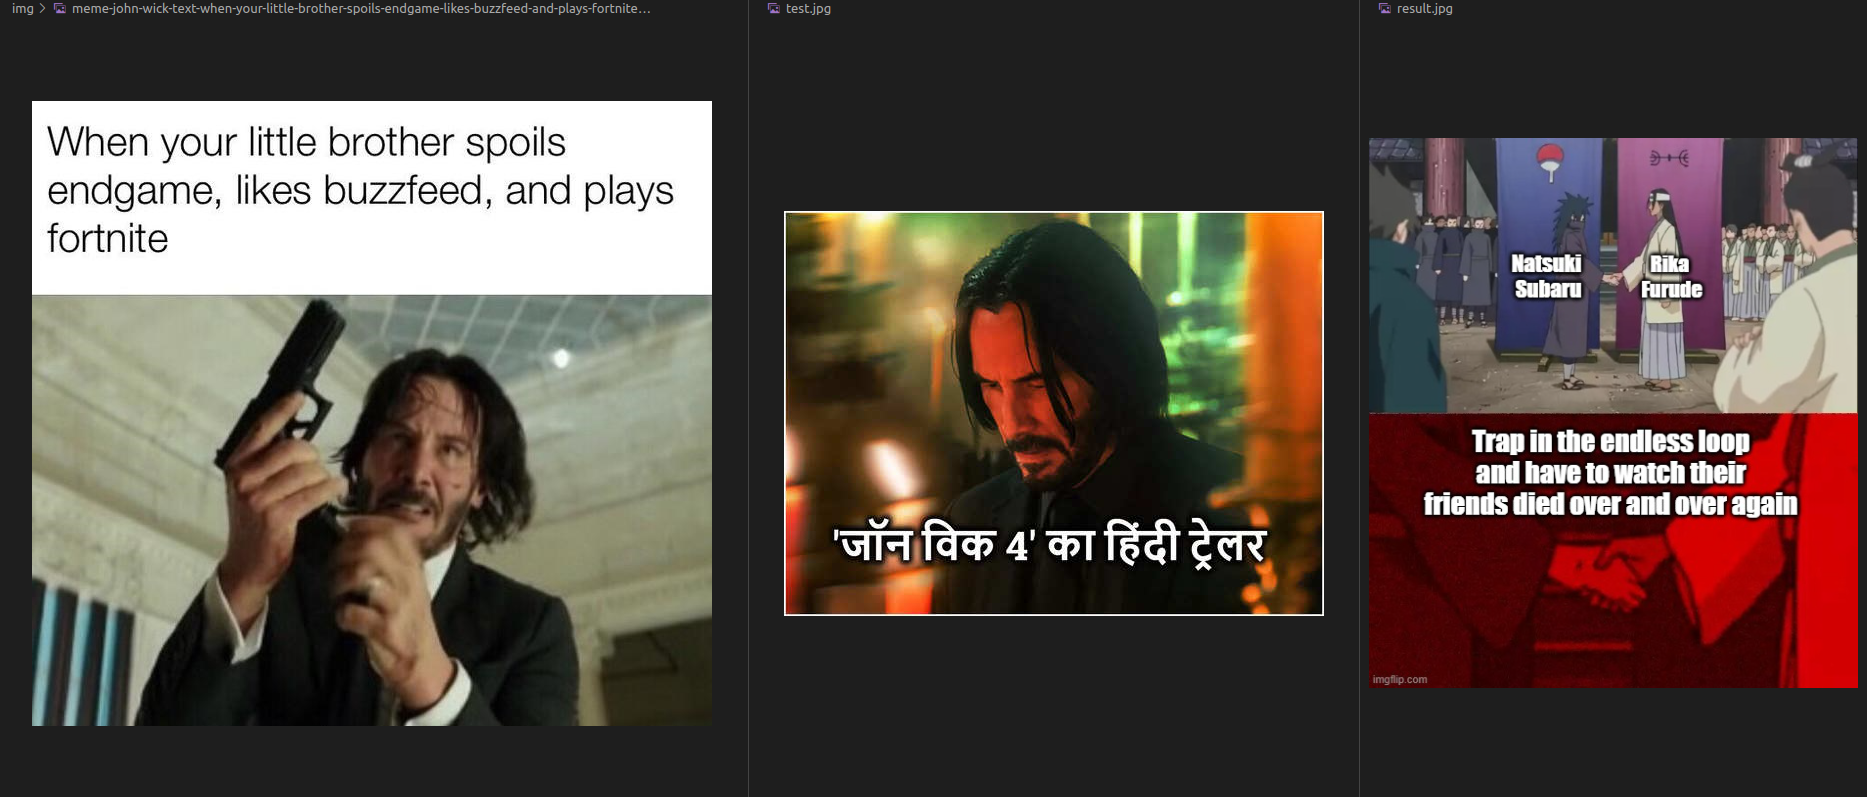 img > meme-john-wick-text-when-your-little-brother-spoils-endgame-likes-buzzfeed-and-plays-fortnite...
When your little brother spoils
endgame, likes buzzfeed, and plays
fortnite
test.jpg
'जॉन विक 4' का हिंदी ट्रेलर
result.jpg
Natsuki
Subaru
Rika
Furude
Trap in the endless loop
and have to watch their
friends died over and over again
imgflip.com